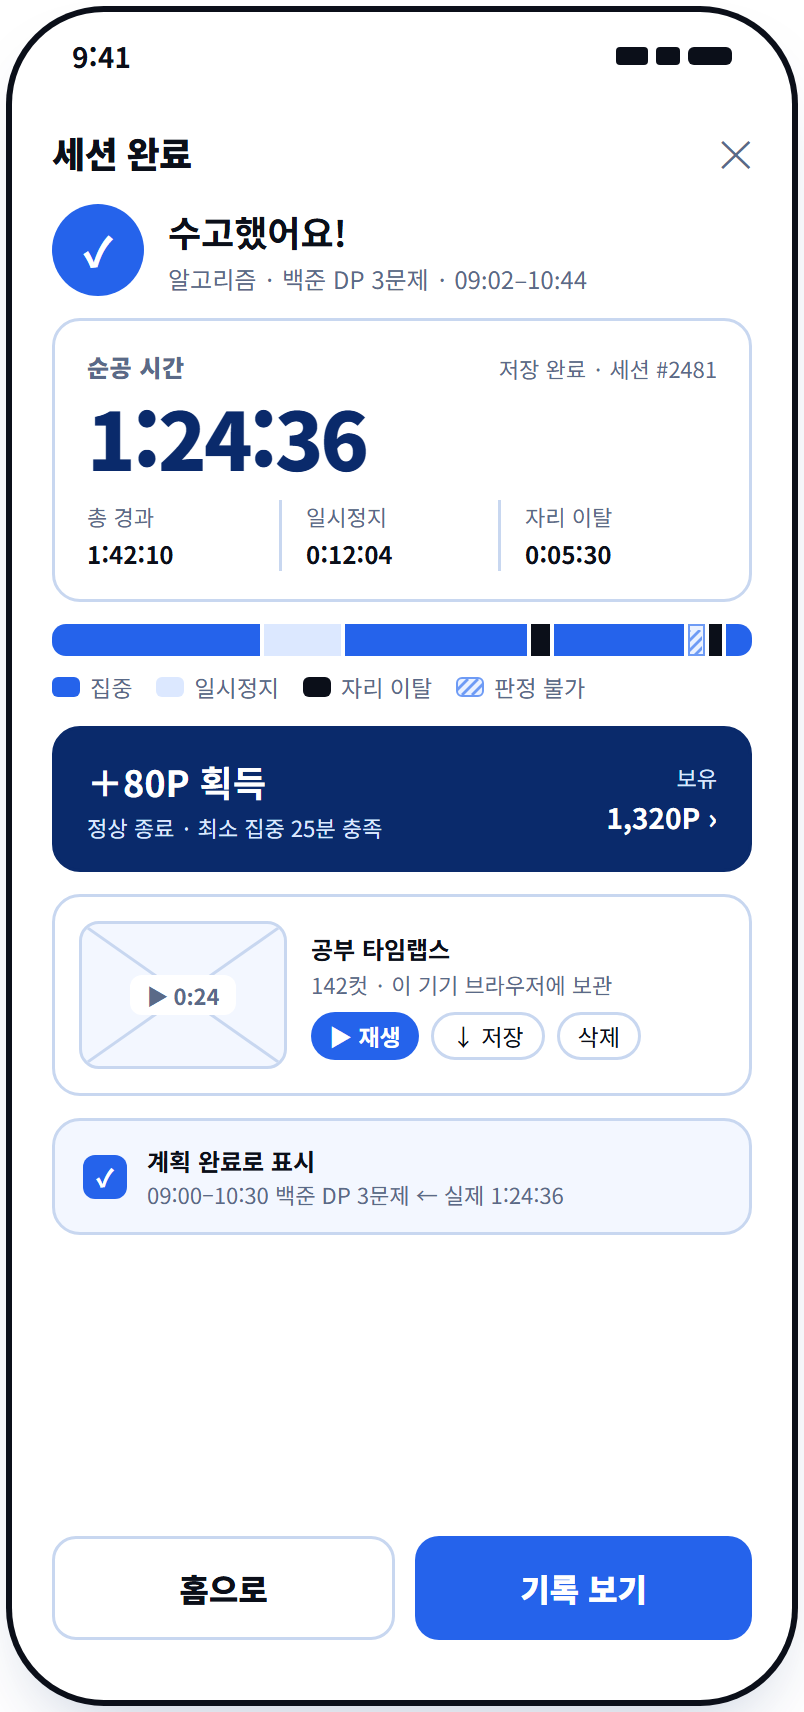 9:41
세션 완료
✓
수고했어요!
알고리즘 · 백준 DP 3문제 · 09:02–10:44
순공 시간
저장 완료 · 세션 #2481
1:24:36
총 경과
일시정지
자리 이탈
1:42:10
0:12:04
0:05:30
집중
일시정지
자리 이탈
판정 불가
+80P 획득
보유
정상 종료 · 최소 집중 25분 충족
1,320P ›
▶ 0:24
공부 타임랩스
142컷 · 이 기기 브라우저에 보관
▶ 재생
↓ 저장
삭제
✓
계획 완료로 표시
09:00–10:30 백준 DP 3문제 ← 실제 1:24:36
홈으로
기록 보기